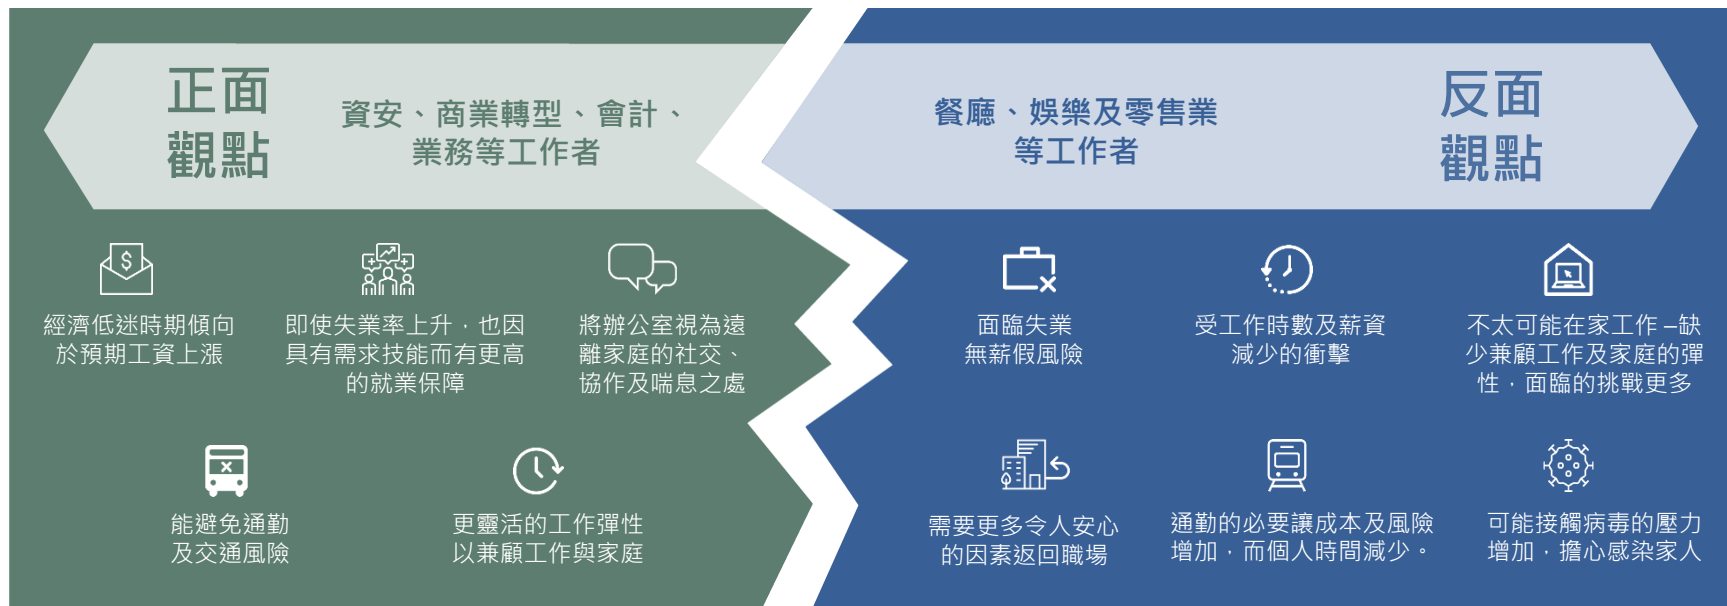 正面
觀點
資安、商業轉型、會計、
業務等工作者
餐廳、娛樂及零售業
等工作者
反面
觀點
經濟低迷時期傾向
於預期工資上漲
即使失業率上升，也因
具有需求技能而有更高
的就業保障
將辦公室視為遠
離家庭的社交、
協作及喘息之處
能避免通勤
及交通風險
更靈活的工作彈性
以兼顧工作與家庭
面臨失業
無薪假風險
受工作時數及薪資
減少的衝擊
不太可能在家工作 –缺
少兼顧工作及家庭的彈
性，面臨的挑戰更多
需要更多令人安心
的因素返回職場
通勤的必要讓成本及風險
增加，而個人時間減少。
可能接觸病毒的壓力
增加，擔心感染家人